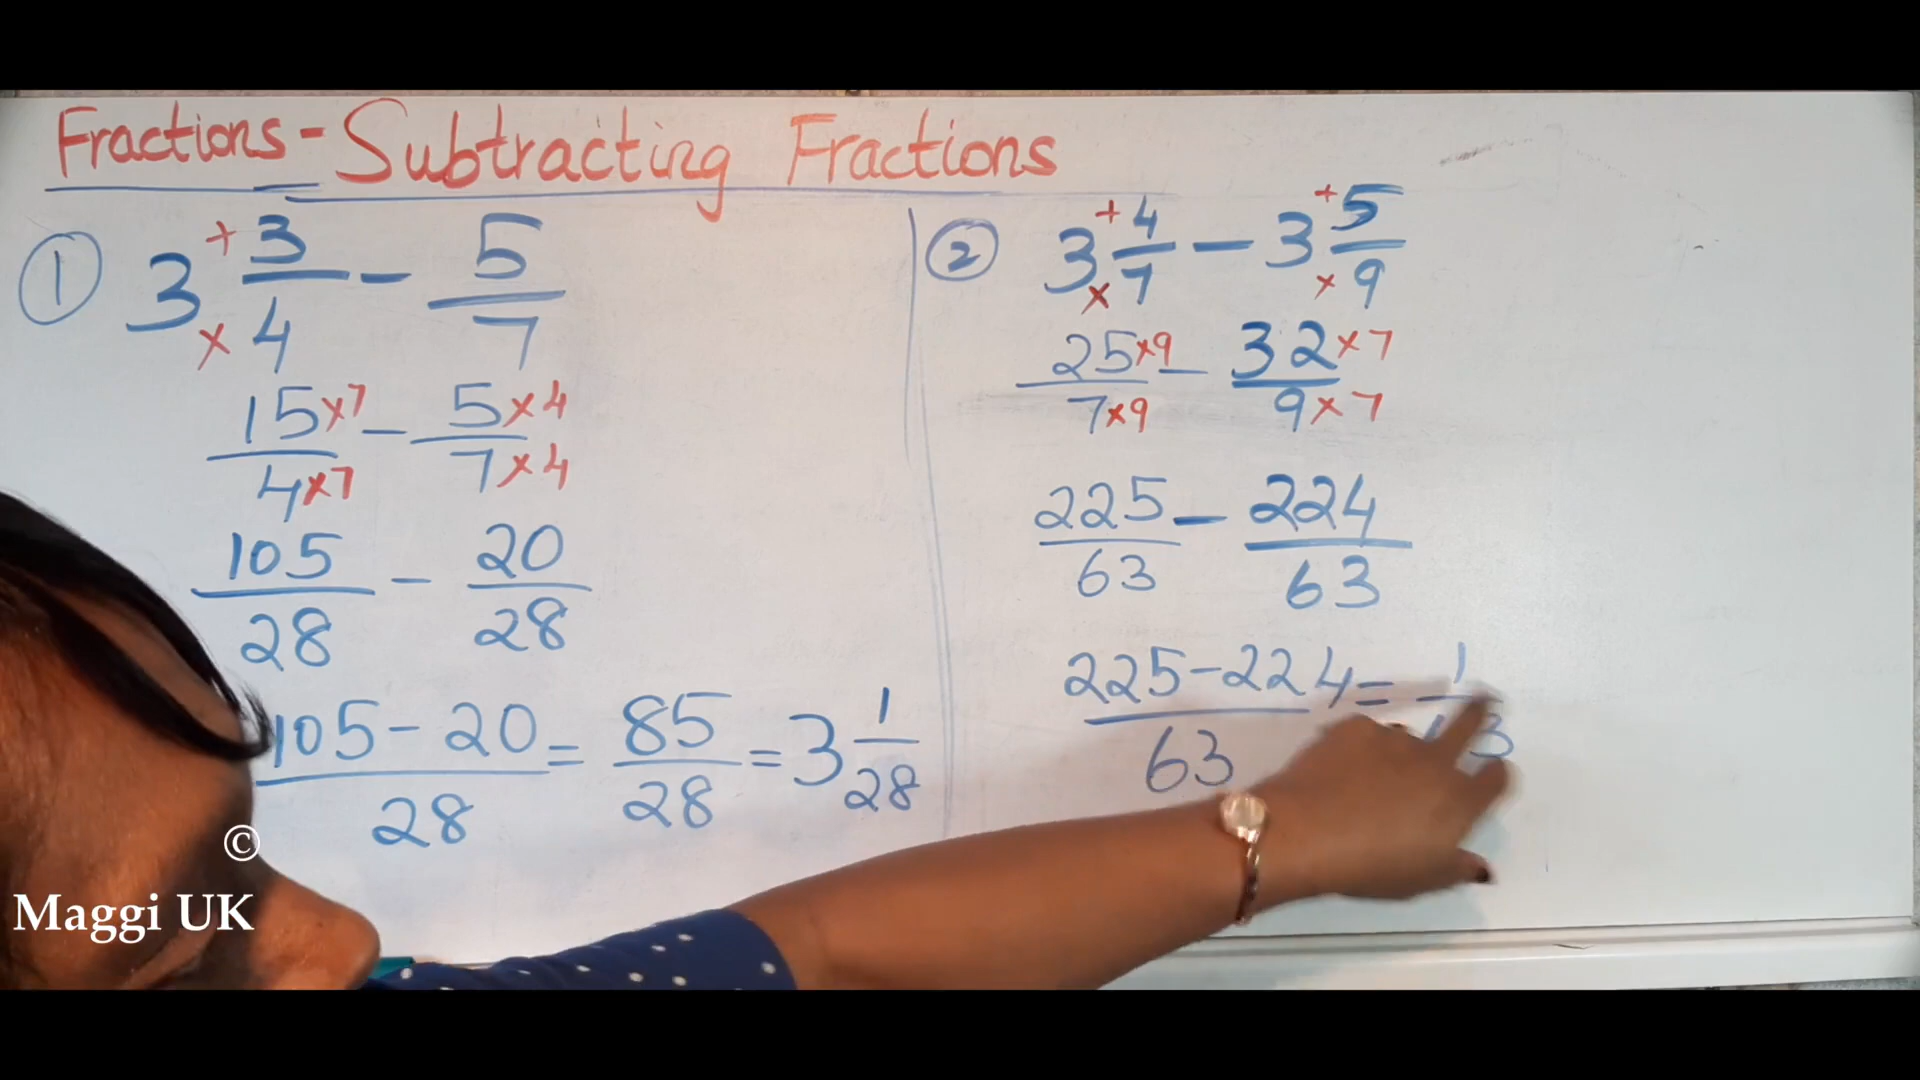 Fractions - Subtracting Fractions
① 3 + × 3/4 - 5/7
15×7/4×7 - 5×4/7×4
105/28 - 20/28
105-20/28 = 85/28 = 3 1/28
② 3 + × 4/7 - 3 + × 5/9
25×9/7×9 - 32×7/9×7
225/63 - 224/63
225-224/63 = 1/
©
Maggi UK